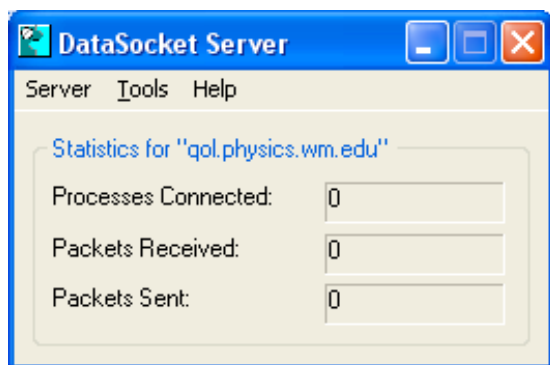 DataSocket Server
Server Tools Help
Statistics for "qol.physics.wm.edu"
Processes Connected: 0
Packets Received: 0
Packets Sent: 0